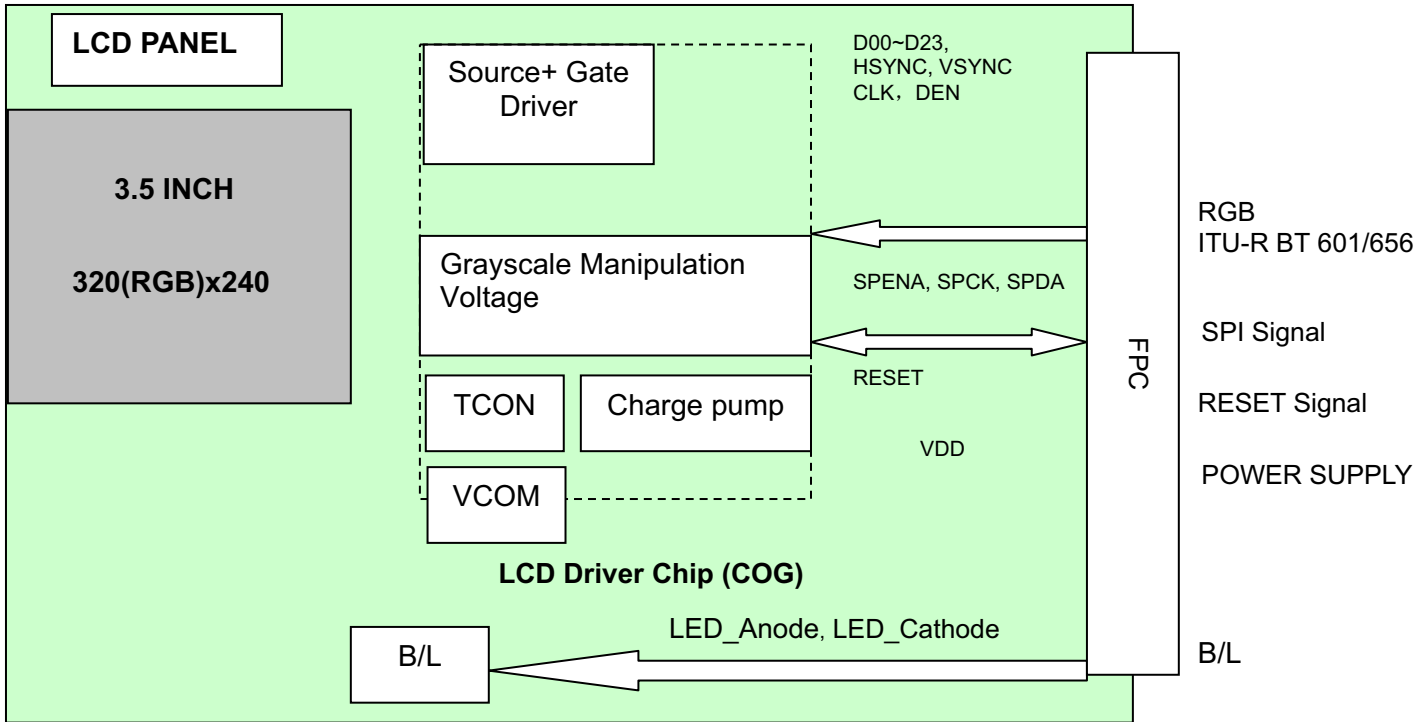 LCD PANEL
3.5 INCH
320(RGB)x240
Source+ Gate
Driver
Grayscale Manipulation
Voltage
TCON
Charge pump
VCOM
LCD Driver Chip (COG)
B/L
D00~D23,
HSYNC, VSYNC
CLK，DEN
SPENA, SPCK, SPDA
RESET
VDD
LED_Anode, LED_Cathode
FPC
RGB
ITU-R BT 601/656
SPI Signal
RESET Signal
POWER SUPPLY
B/L